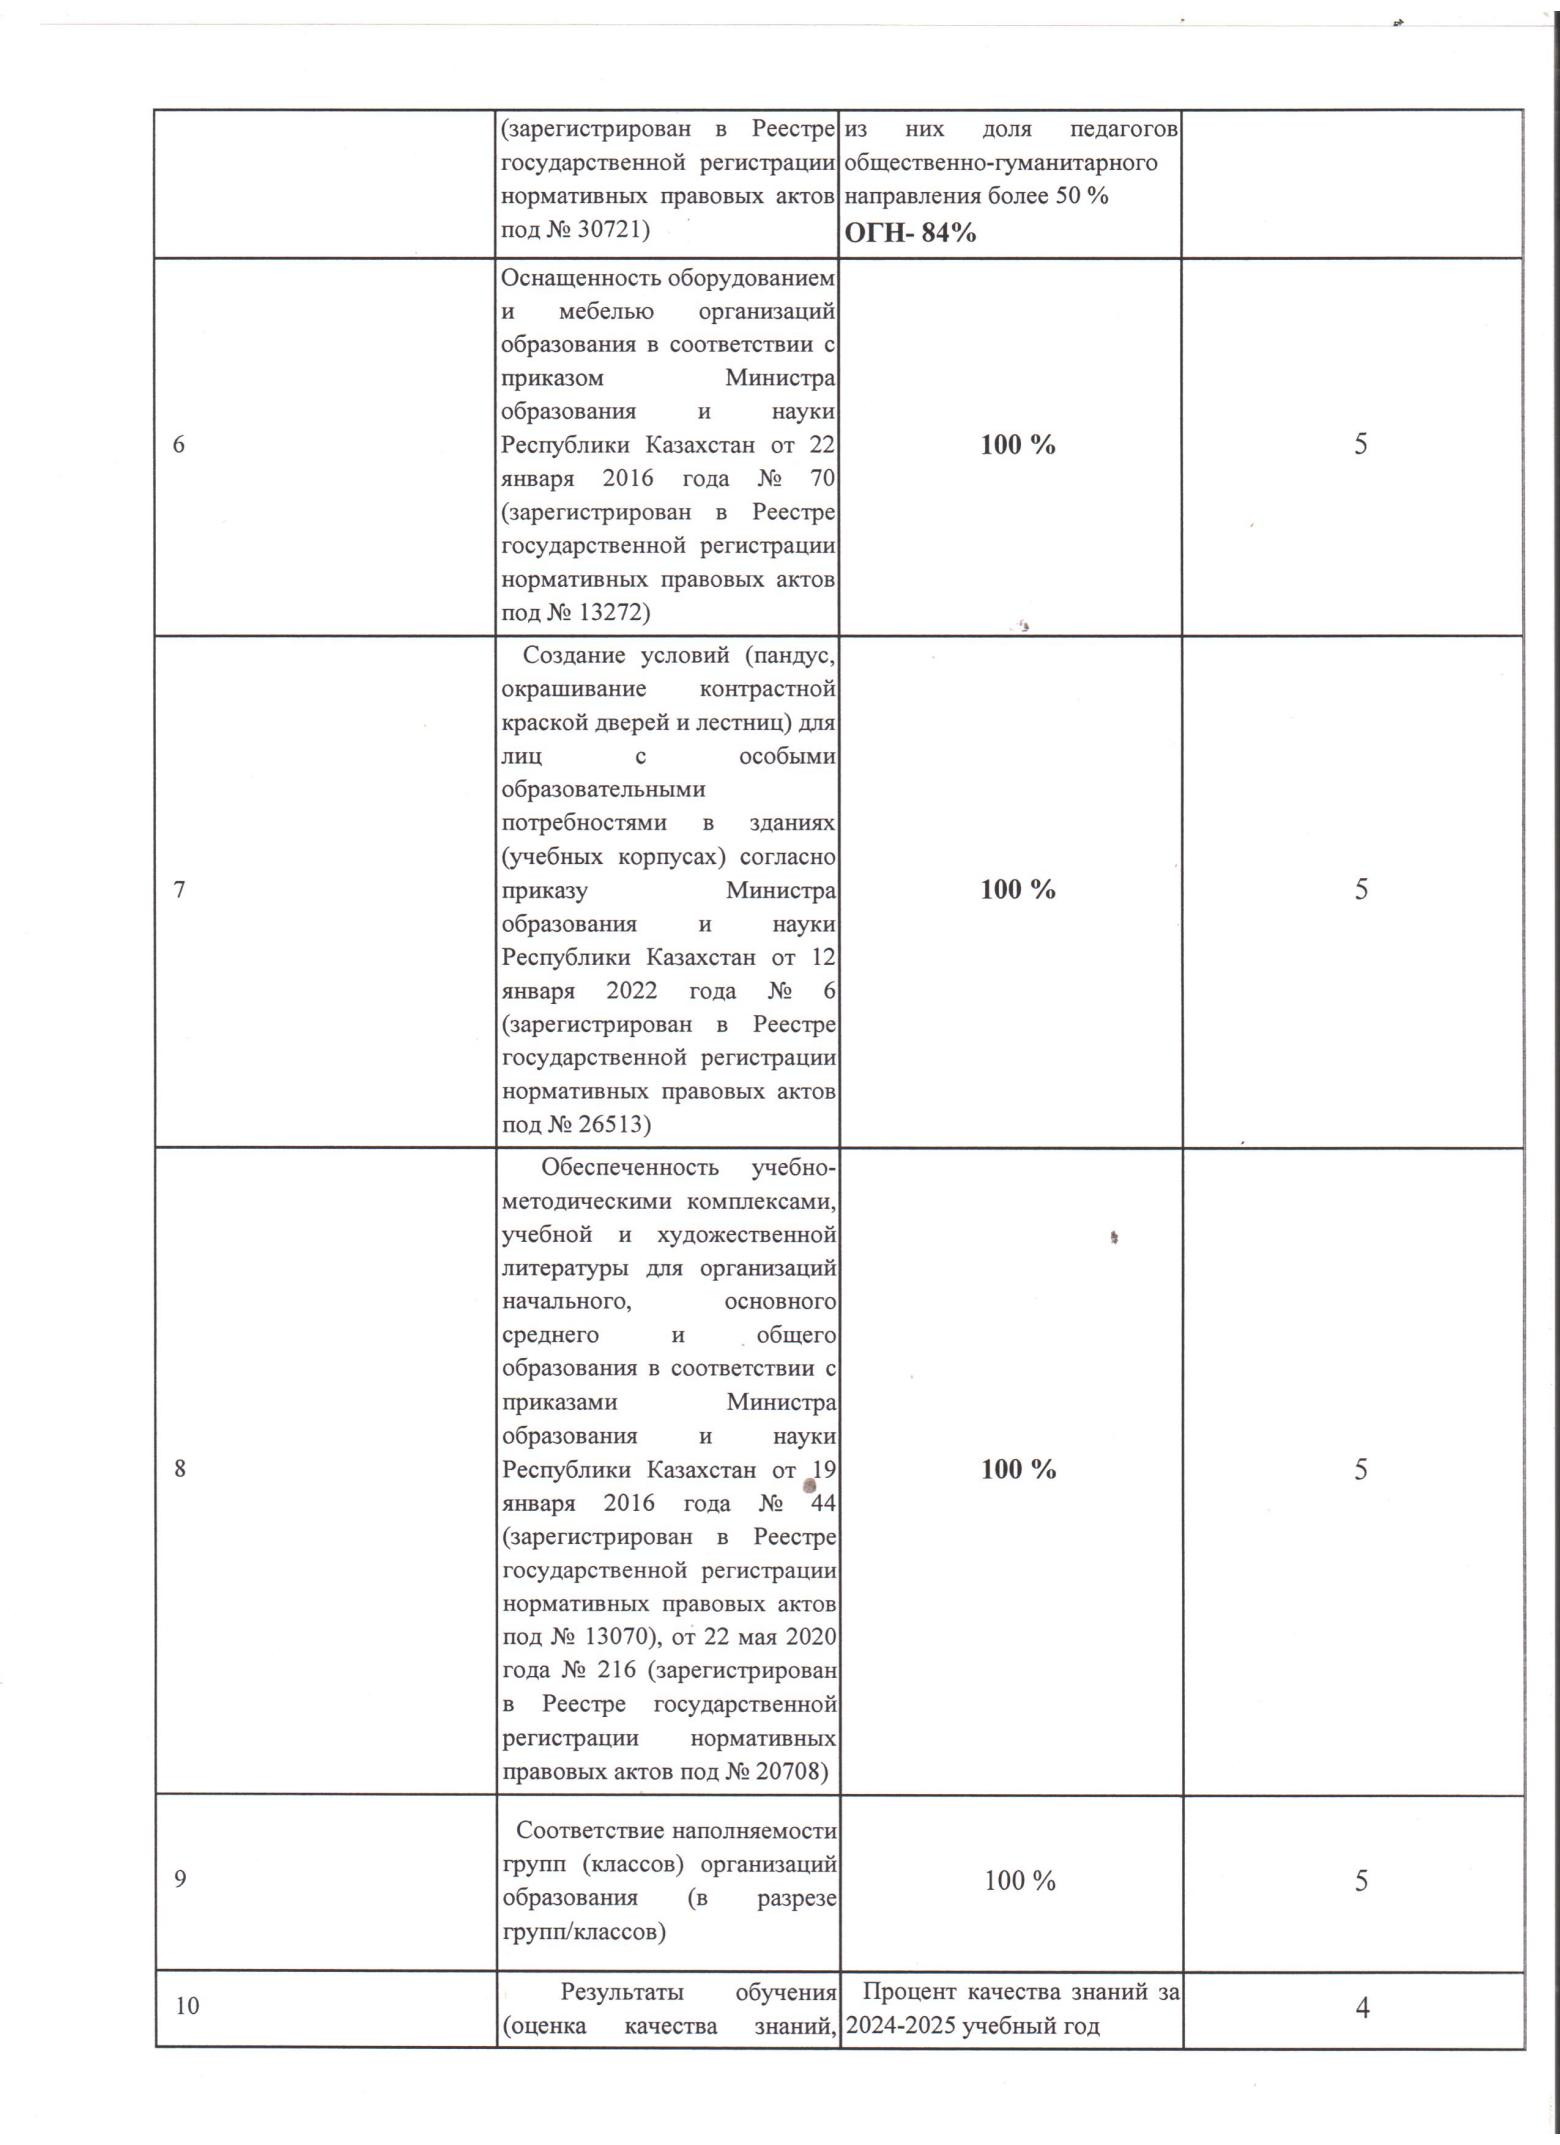 (зарегистрирован в Реестре
государственной регистрации
нормативных правовых актов
под № 30721)
из них доля педагогов
общественно-гуманитарного
направления более 50 %
ОГН- 84%
6
Оснащенность оборудованием
и мебелью организаций
образования в соответствии с
приказом Министра
образования и науки
Республики Казахстан от 22
января 2016 года № 70
(зарегистрирован в Реестре
государственной регистрации
нормативных правовых актов
под № 13272)
100 %
5
7
Создание условий (пандус,
окрашивание контрастной
краской дверей и лестниц) для
лиц с особыми
образовательными
потребностями в зданиях
(учебных корпусах) согласно
приказу Министра
образования и науки
Республики Казахстан от 12
января 2022 года № 6
(зарегистрирован в Реестре
государственной регистрации
нормативных правовых актов
под № 26513)
100 %
5
8
Обеспеченность учебно-
методическими комплексами,
учебной и художественной
литературы для организаций
начального, основного
среднего и общего
образования в соответствии с
приказами Министра
образования и науки
Республики Казахстан от 19
января 2016 года № 44
(зарегистрирован в Реестре
государственной регистрации
нормативных правовых актов
под № 13070), от 22 мая 2020
года № 216 (зарегистрирован
в Реестре государственной
регистрации нормативных
правовых актов под № 20708)
100 %
5
9
Соответствие наполняемости
групп (классов) организаций
образования (в разрезе
групп/классов)
100 %
5
10
Результаты обучения
(оценка качества знаний,
Процент качества знаний за
2024-2025 учебный год
4